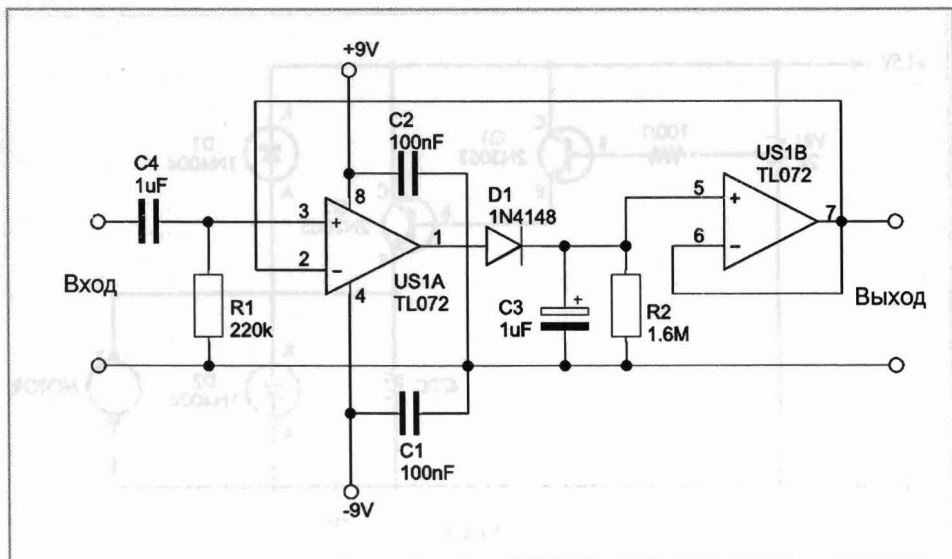 +9V
C2
100nF
C4
1uF
US1B
TL072
D1
1N4148
8
3
+
2
−
1
4
5
+
6
−
7
US1A
TL072
Вход
Выход
R1
220k
C3
1uF
+
R2
1.6M
C1
100nF
-9V